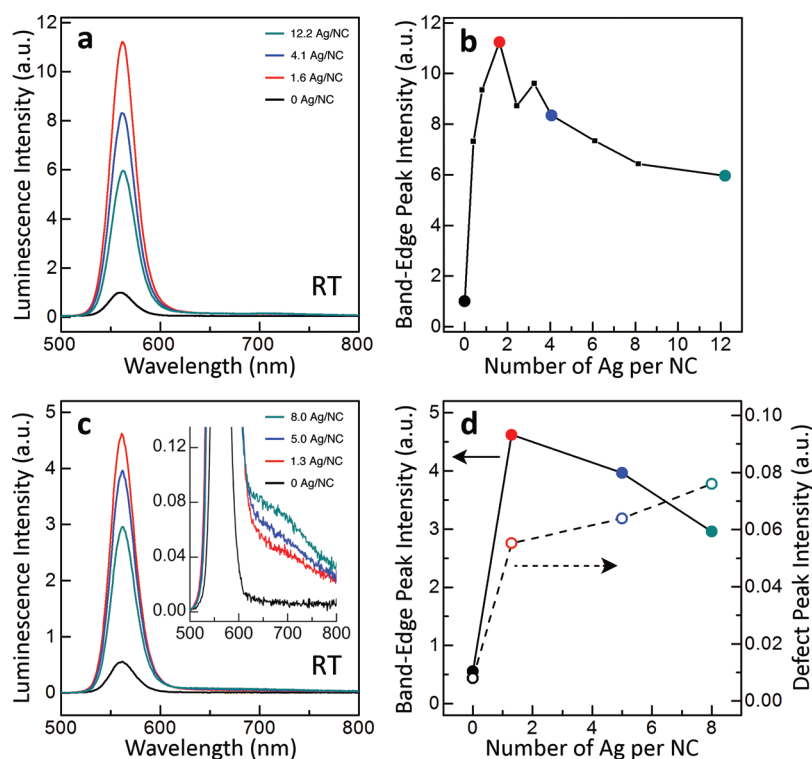 a
12.2 Ag/NC
4.1 Ag/NC
1.6 Ag/NC
0 Ag/NC
RT
12
10
8
6
4
2
0
Luminescence Intensity (a.u.)
500
600
700
800
Wavelength (nm)
b
12
10
8
6
4
2
0
Band-Edge Peak Intensity (a.u.)
0
2
4
6
8
10
12
Number of Ag per NC
c
8.0 Ag/NC
5.0 Ag/NC
1.3 Ag/NC
0 Ag/NC
0.12
0.08
0.04
0.00
500
600
700
800
RT
5
4
3
2
1
0
Luminescence Intensity (a.u.)
500
600
700
800
Wavelength (nm)
d
5
4
3
2
1
0
Band-Edge Peak Intensity (a.u.)
0.10
0.08
0.06
0.04
0.02
0.00
Defect Peak Intensity (a.u.)
0
2
4
6
8
Number of Ag per NC